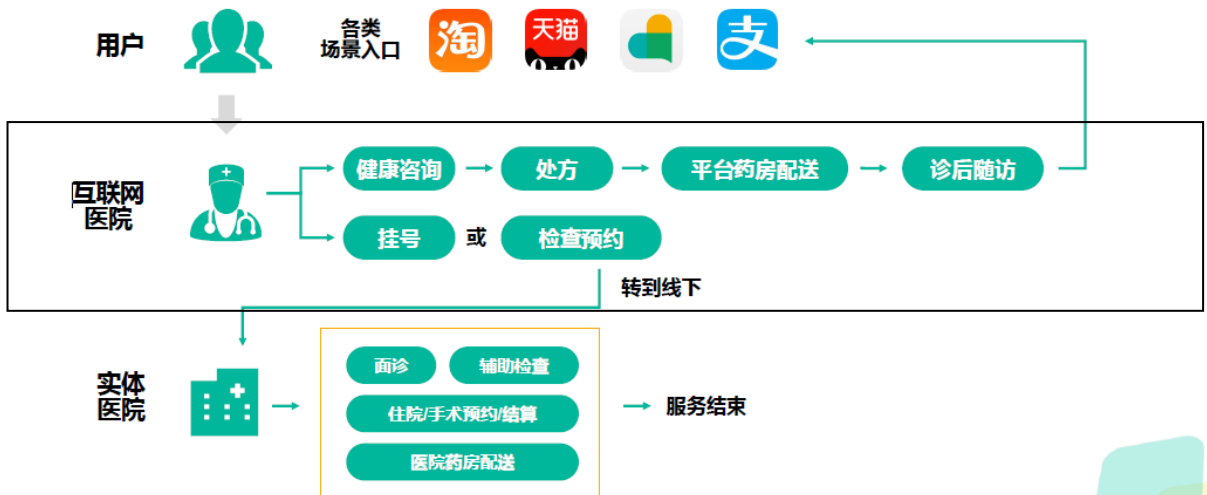 用户
各类
场景入口
淘
天猫
支
互联网
医院
健康咨询
处方
平台药房配送
诊后随访
挂号
或
检查预约
转到线下
实体
医院
面诊
辅助检查
住院/手术预约/结算
医院药房配送
服务结束